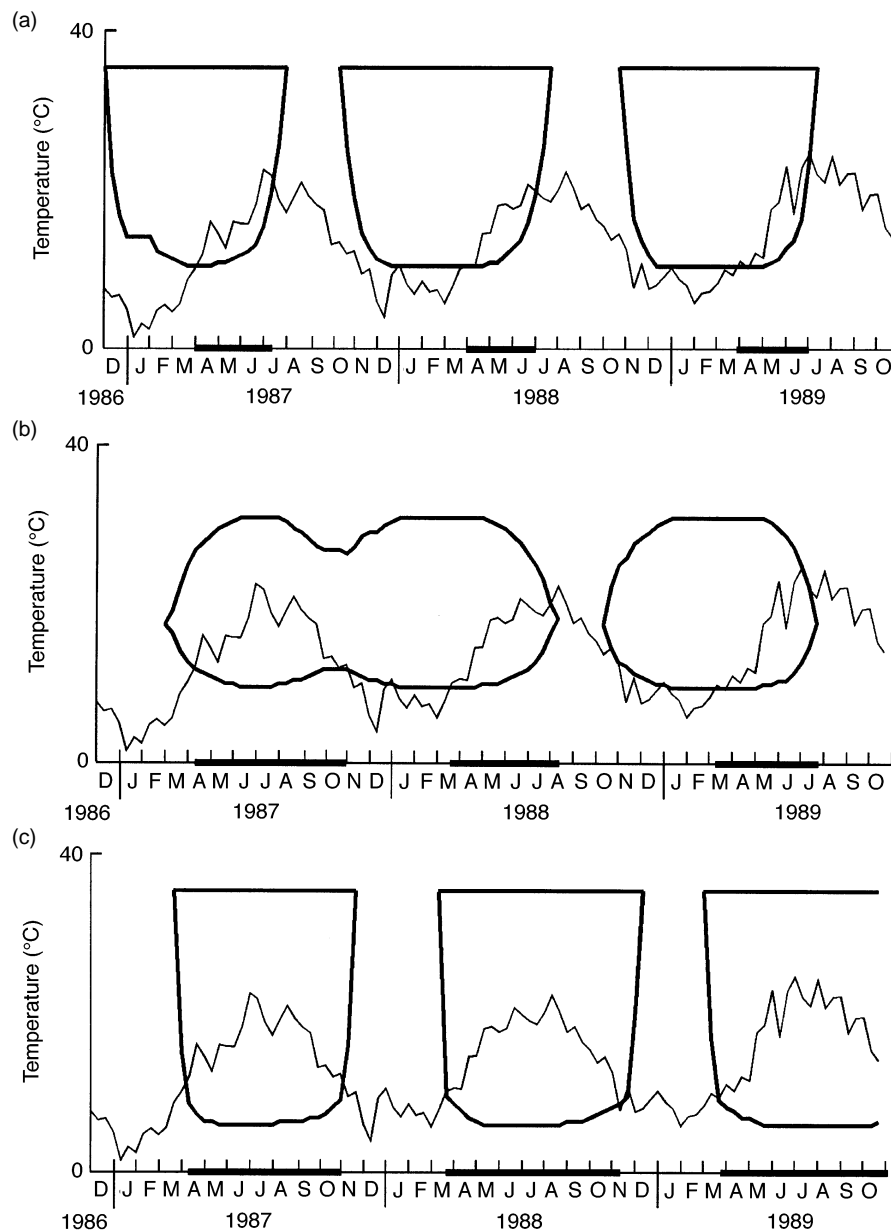 (a)
40
Temperature (°C)
0
D J F M A M J J A S O N D J F M A M J J A S O N D J F M A M J J A S O
1986 1987 1988 1989
(b)
40
Temperature (°C)
0
D J F M A M J J A S O N D J F M A M J J A S O N D J F M A M J J A S O
1986 1987 1988 1989
(c)
40
Temperature (°C)
0
D J F M A M J J A S O N D J F M A M J J A S O N D J F M A M J J A S O
1986 1987 1988 1989